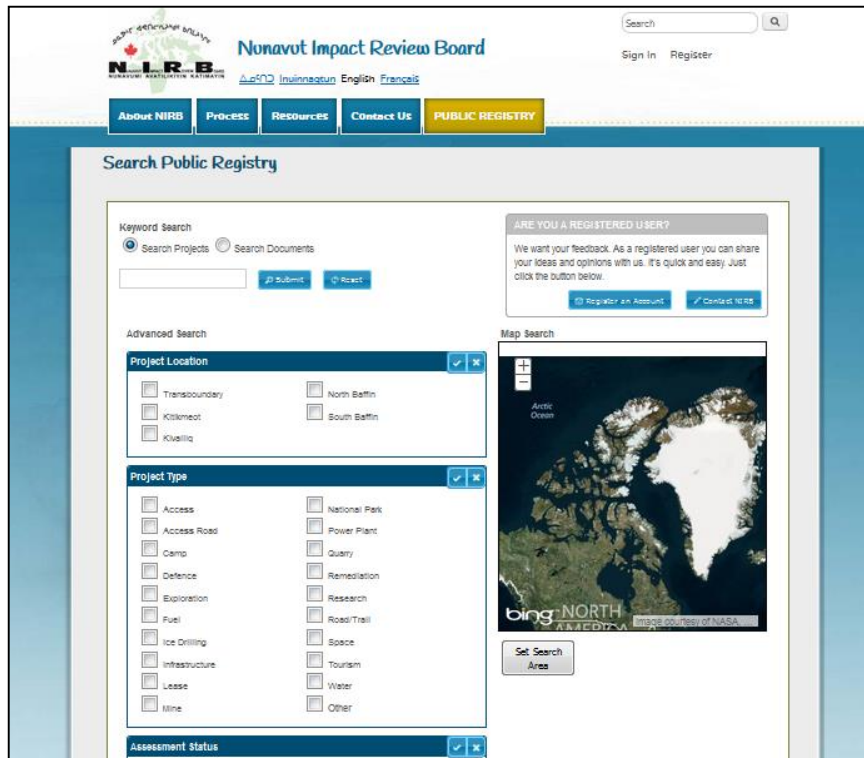 Search
Sign In Register
N·I·R·B
NUNAVUMI AVATILIKIYIN KATIMAYIN
Nunavut Impact Review Board
ᐃᓄᒃᑎᑐᑦ Inuinnaqtun English Français
About NIRB Process Resources Contact Us PUBLIC REGISTRY
Search Public Registry
Keyword Search
Search Projects Search Documents
Submit Reset
ARE YOU A REGISTERED USER?
We want your feedback. As a registered user you can share
your ideas and opinions with us. It's quick and easy. Just
click the button below.
Register an Account Contact NIRB
Advanced Search
Project Location
Transboundary North Baffin
Kitikmeot South Baffin
Kivalliq
Project Type
Access National Park
Access Road Power Plant
Camp Quarry
Defence Remediation
Exploration Research
Fuel Road/Trail
Ice Drilling Space
Infrastructure Tourism
Lease Water
Mine Other
Assessment Status
Map Search
+
−
Arctic
Ocean
bing NORTH
AMERICA
Image courtesy of NASA, ...
Set Search
Area